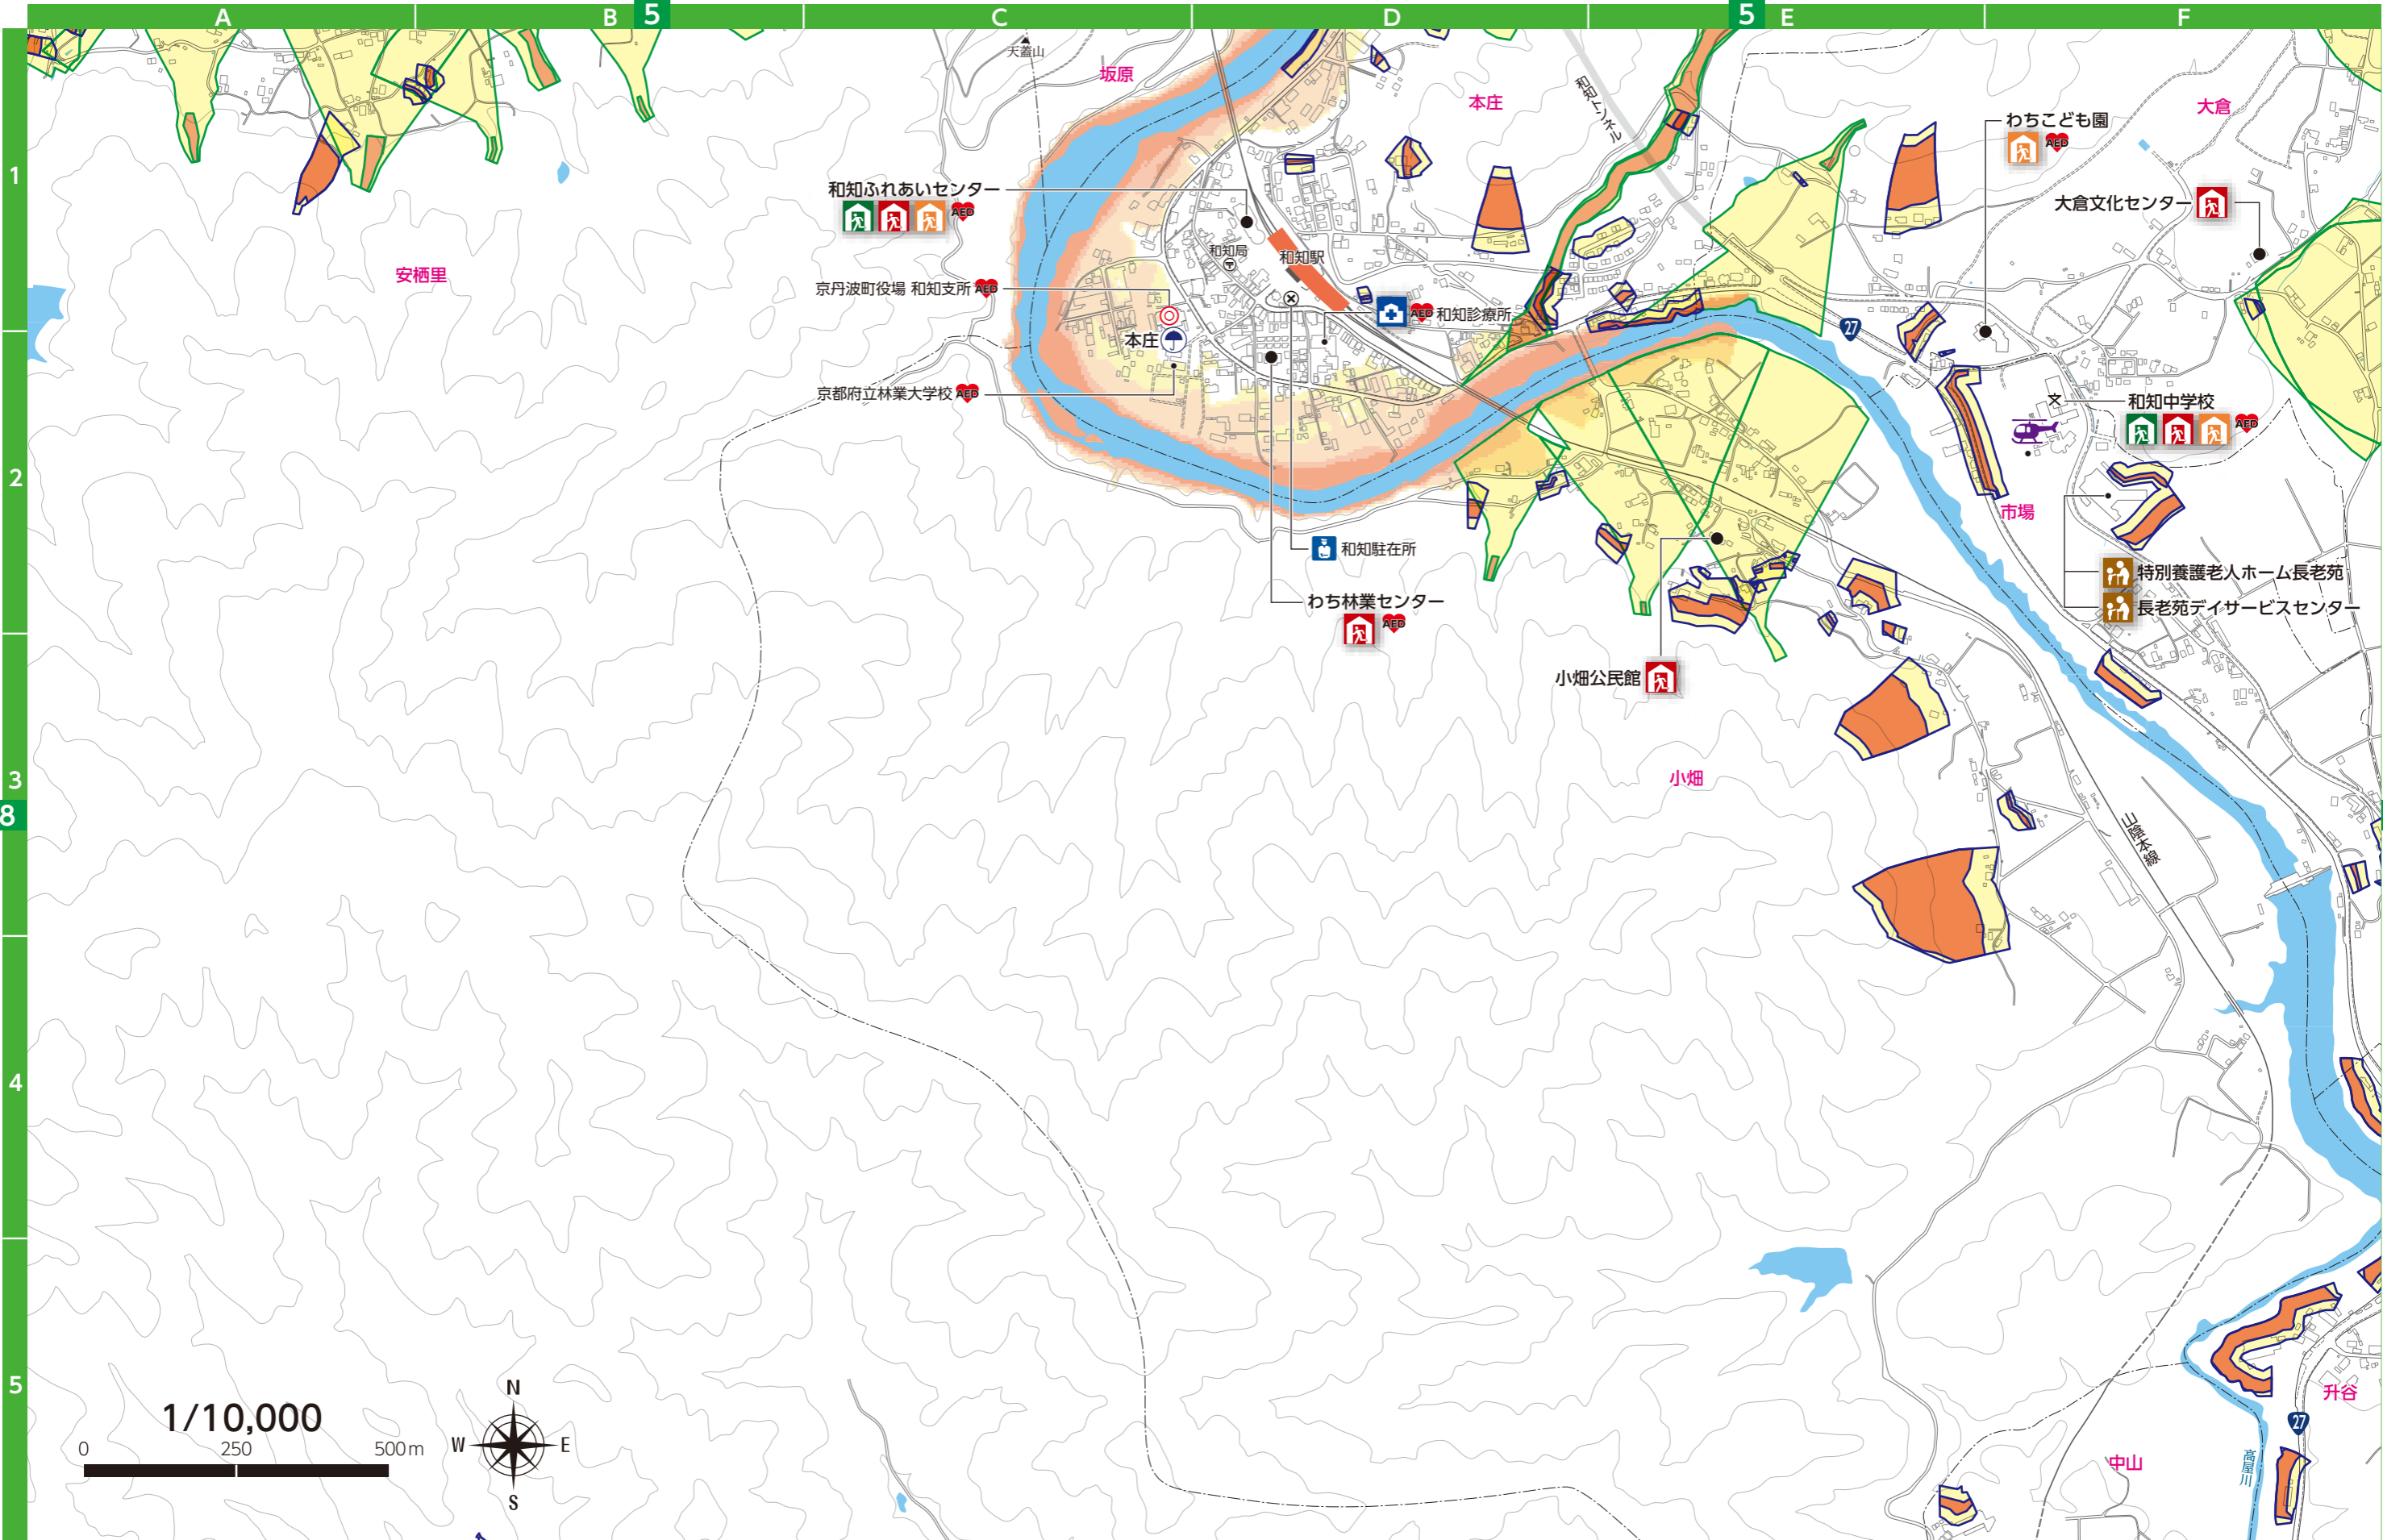 A
B
5
C
D
5
E
F
1
2
3
8
4
5
天蓋山
坂原
本庄
和知トンネル
大倉
わちこども園
AED
大倉文化センター
和知ふれあいセンター
AED
安栖里
和知局
和知駅
京丹波町役場 和知支所 AED
AED 和知診療所
27
本庄
京都府立林業大学校 AED
和知中学校
AED
市場
和知駐在所
特別養護老人ホーム長老苑
長老苑デイサービスセンター
わち林業センター
AED
小畑公民館
小畑
山陰本線
升谷
27
髙屋川
中山
1/10,000
0 250 500m
N
W E
S